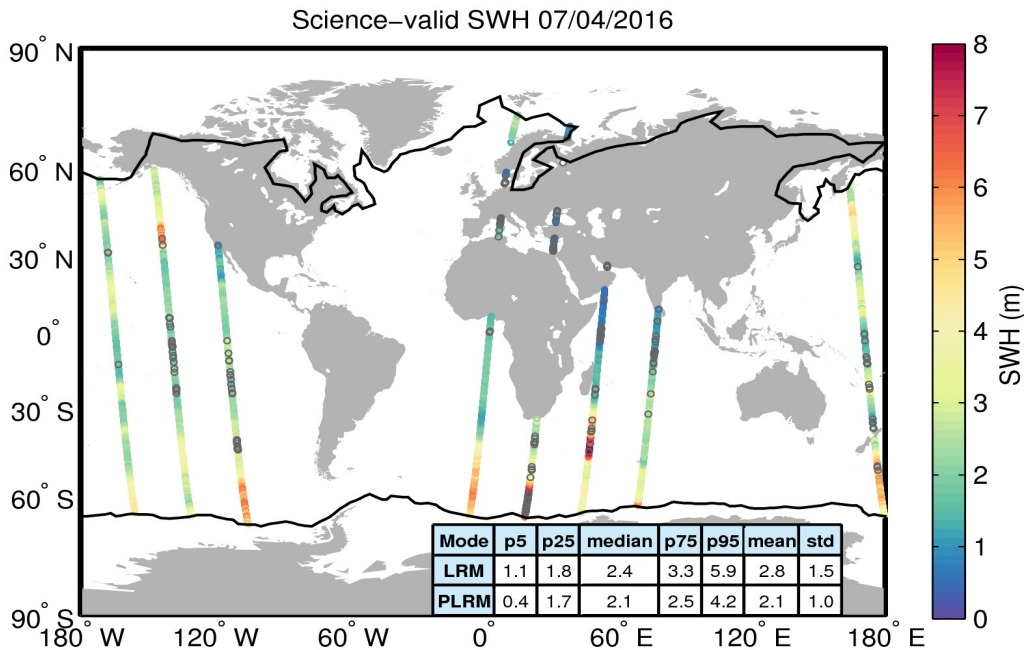 Science−valid SWH 07/04/2016
90° N
60° N
30° N
0°
30° S
60° S
90° S
180° W
120° W
60° W
0°
60° E
120° E
180° E
Mode p5 p25 median p75 p95 mean std
LRM 1.1 1.8 2.4 3.3 5.9 2.8 1.5
PLRM 0.4 1.7 2.1 2.5 4.2 2.1 1.0
8
7
6
5
4
3
2
1
0
SWH (m)